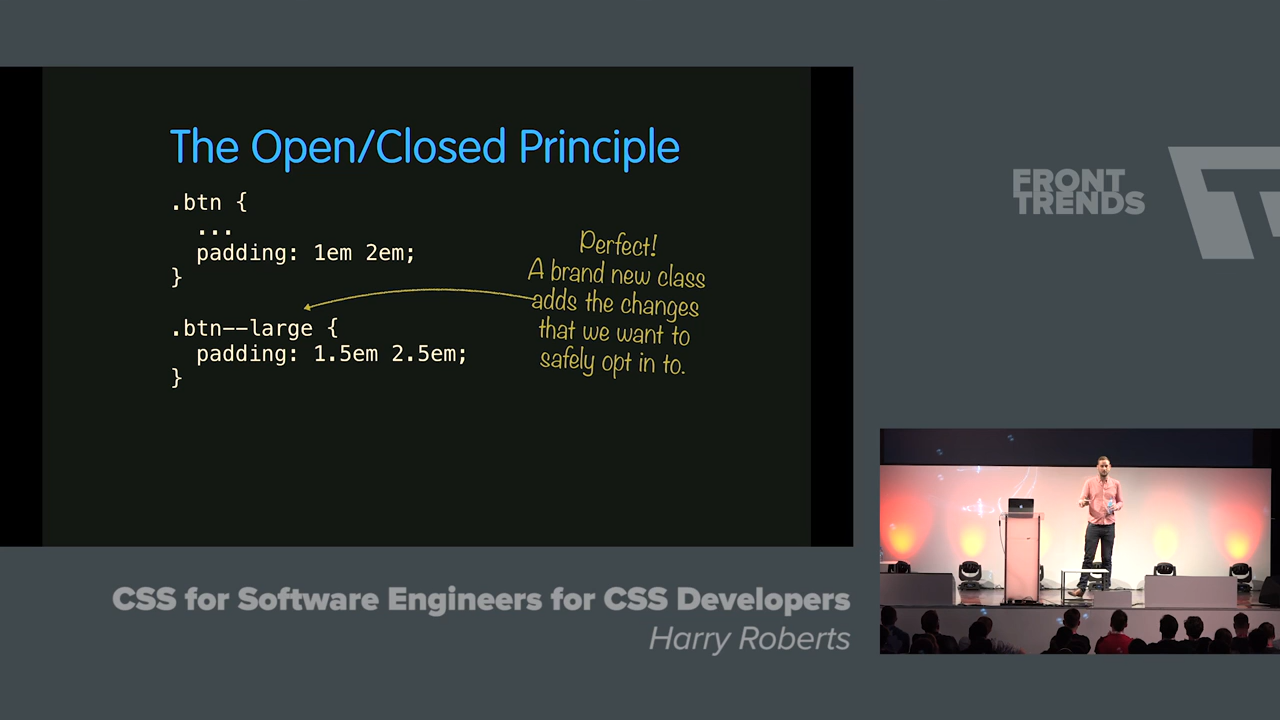 The Open/Closed Principle
.btn {
...
padding: 1em 2em;
}
.btn--large {
padding: 1.5em 2.5em;
}
Perfect!
A brand new class
adds the changes
that we want to
safely opt in to.
FRONT
TRENDS
CSS for Software Engineers for CSS Developers
Harry Roberts